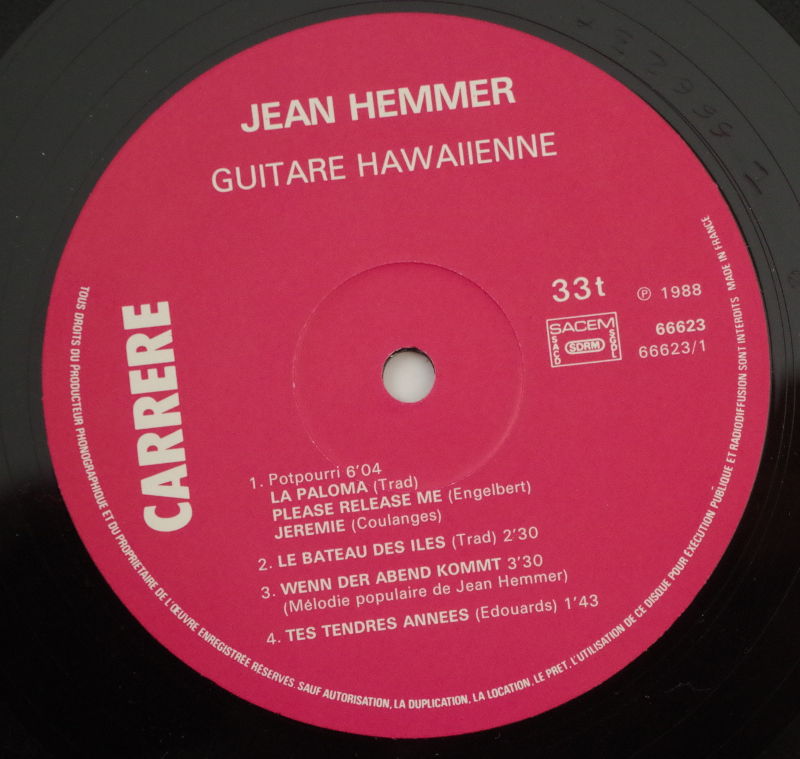 JEAN HEMMER
GUITARE HAWAIIENNE
CARRERE
33t ℗ 1988
SACEM
SACD SDRM SGDL
66623
66623/1
1. Potpourri 6'04
LA PALOMA (Trad)
PLEASE RELEASE ME (Engelbert)
JEREMIE (Coulanges)
2. LE BATEAU DES ILES (Trad) 2'30
3. WENN DER ABEND KOMMT 3'30
(Mélodie populaire de Jean Hemmer)
4. TES TENDRES ANNEES (Edouards) 1'43
TOUS DROITS DU PRODUCTEUR PHONOGRAPHIQUE ET DU PROPRIETAIRE DE L'ŒUVRE ENREGISTRÉE RÉSERVÉS. SAUF AUTORISATION, LA DUPLICATION, LA LOCATION, LE PRET, L'UTILISATION DE CE DISQUE POUR EXECUTION PUBLIQUE ET RADIODIFFUSION SONT INTERDITS MADE IN FRANCE